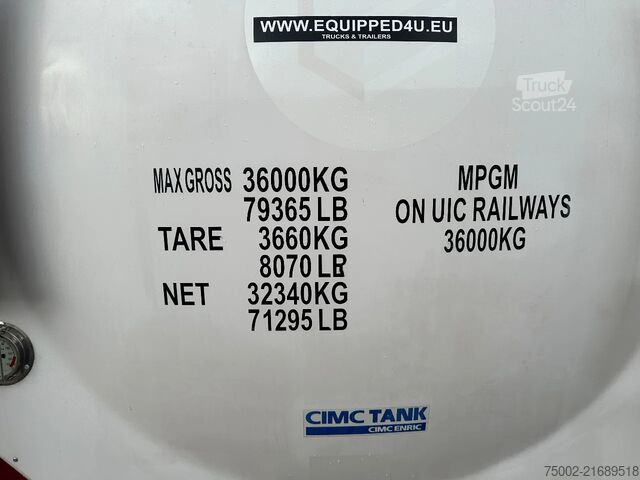 WWW.EQUIPPED4U.EU
TRUCKS & TRAILERS
Truck
Scout24
MAX GROSS 36000KG
79365 LB
TARE 3660KG
8070 LB
NET 32340KG
71295 LB
MPGM
ON UIC RAILWAYS
36000KG
CIMC TANK
CIMC ENRIC
75002-21689518